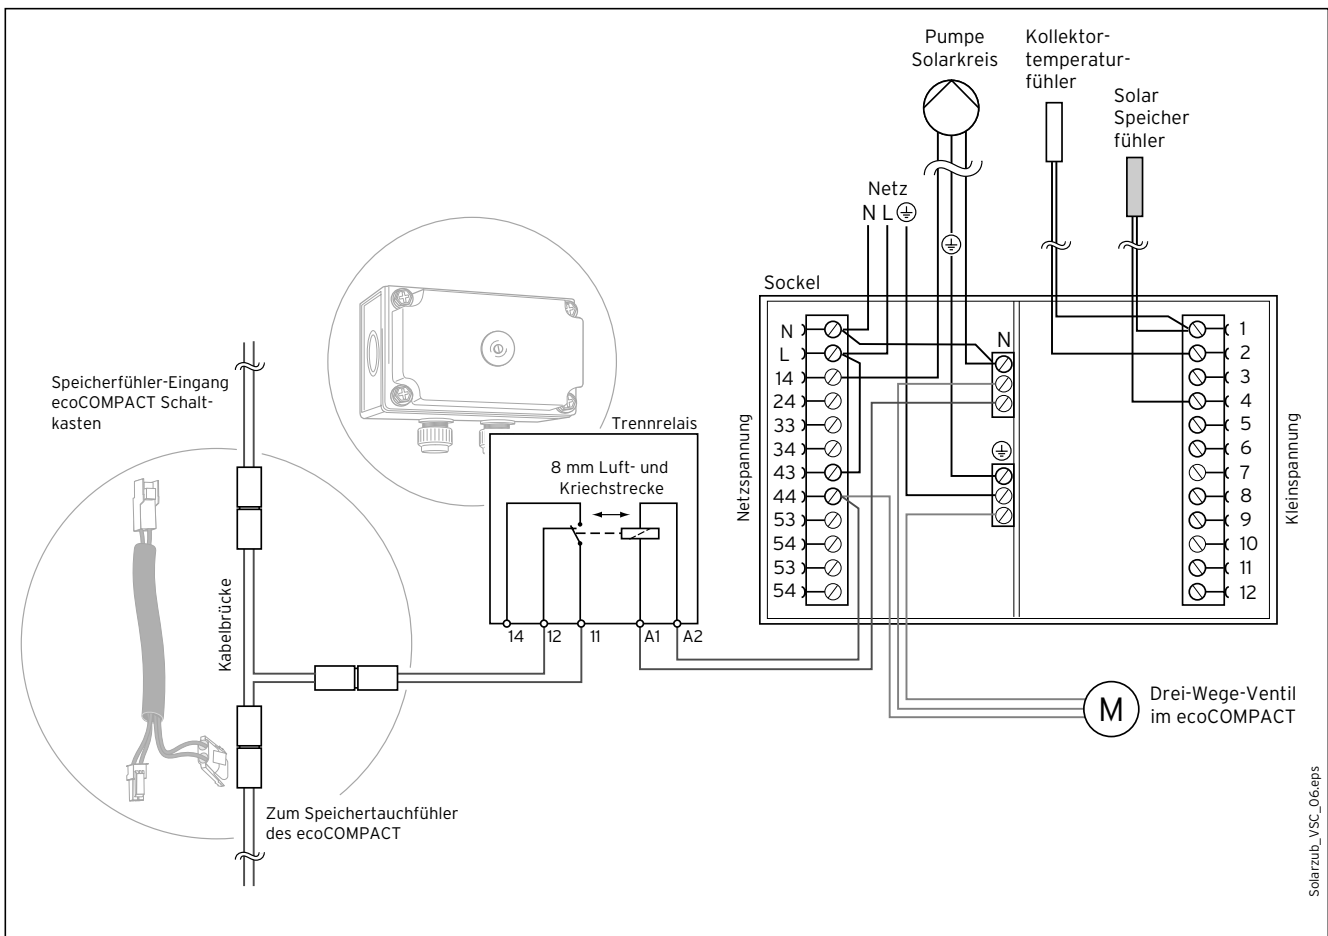 Pumpe
Solarkreis
Kollektor-
temperatur-
fühler
Solar
Speicher
fühler
Netz
N L
Sockel
N
L
14
24
33
34
43
44
53
54
53
54
Netzspannung
N
1
2
3
4
5
6
7
8
9
10
11
12
Kleinspannung
Speicherfühler-Eingang
ecoCOMPACT Schalt-
kasten
Trennrelais
8 mm Luft- und
Kriechstrecke
14
12
11
A1
A2
Kabelbrücke
M
Drei-Wege-Ventil
im ecoCOMPACT
Zum Speichertauchfühler
des ecoCOMPACT
Solarzub_VSC_06.eps